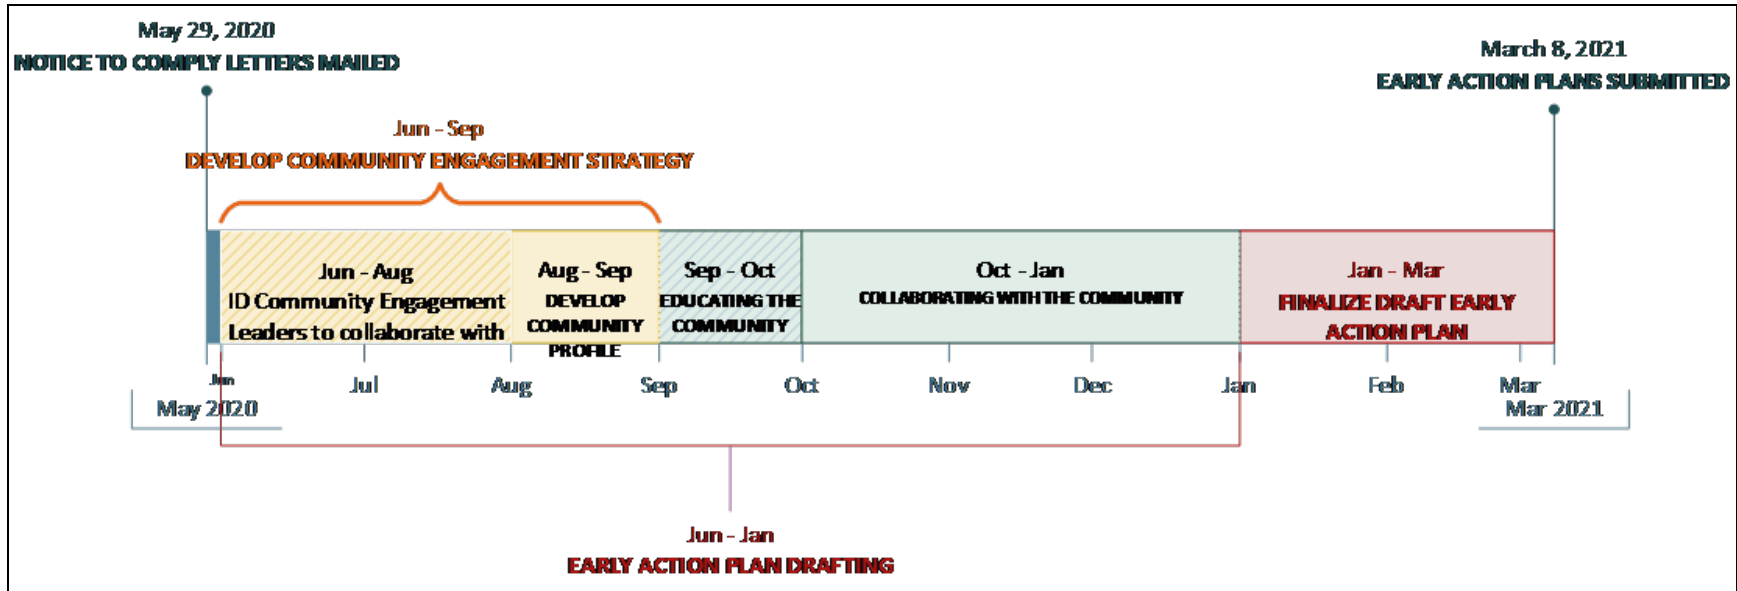 May 29, 2020
NOTICE TO COMPLY LETTERS MAILED
March 8, 2021
EARLY ACTION PLANS SUBMITTED
Jun - Sep
DEVELOP COMMUNITY ENGAGEMENT STRATEGY
Jun - Aug
ID Community Engagement
Leaders to collaborate with
Aug - Sep
DEVELOP
COMMUNITY
PROFILE
Sep - Oct
EDUCATING THE
COMMUNITY
Oct - Jan
COLLABORATING WITH THE COMMUNITY
Jan - Mar
FINALIZE DRAFT EARLY
ACTION PLAN
Jun
Jul
Aug
Sep
Oct
Nov
Dec
Jan
Feb
Mar
May 2020
Mar 2021
Jun - Jan
EARLY ACTION PLAN DRAFTING